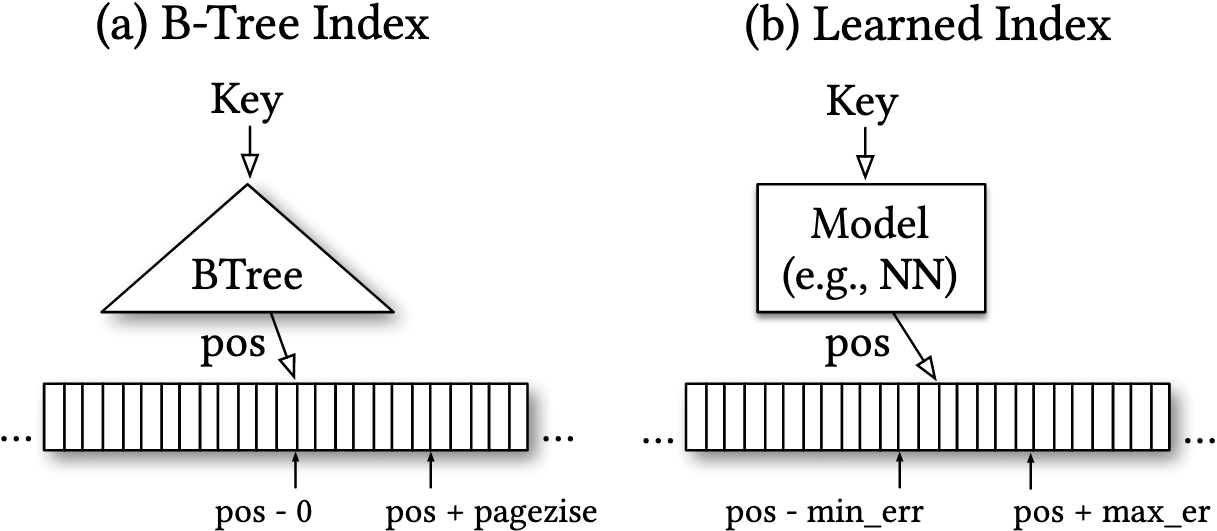 (a) B-Tree Index
Key
BTree
pos
...
...
pos - 0
pos + pagezise
(b) Learned Index
Key
Model
(e.g., NN)
pos
...
...
pos - min_err
pos + max_er